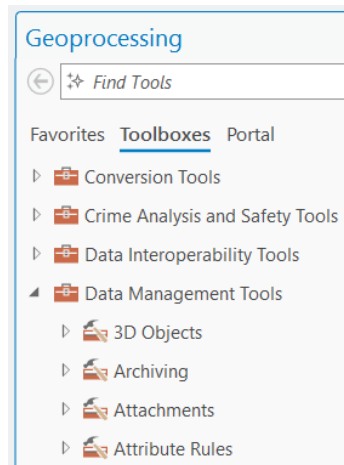 Geoprocessing
Find Tools
Favorites Toolboxes Portal
Conversion Tools
Crime Analysis and Safety Tools
Data Interoperability Tools
Data Management Tools
3D Objects
Archiving
Attachments
Attribute Rules